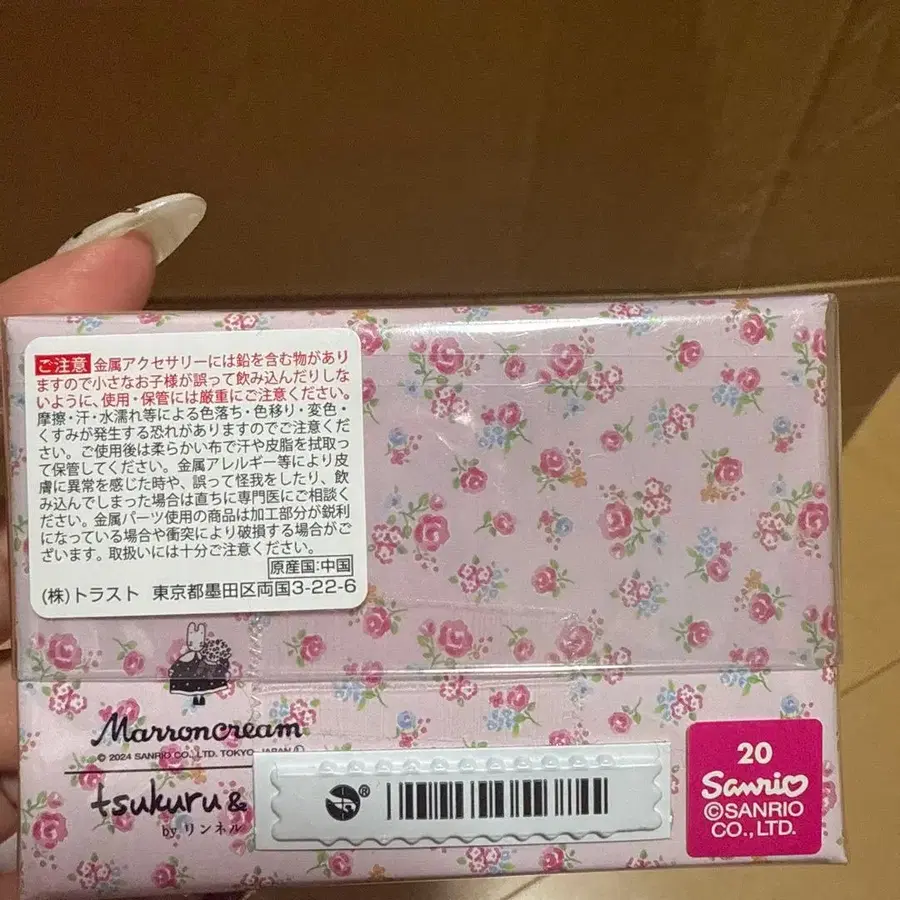 ご注意 金属アクセサリーには鉛を含む物があり
ますので小さなお子様が誤って飲み込んだりしな
いように、使用・保管には厳重にご注意ください。
摩擦・汗・水濡れ等による色落ち・色移り・変色・
くすみが発生する恐れがありますのでご注意くだ
さい。ご使用後は柔らかい布で汗や皮脂を拭取っ
て保管してください。金属アレルギー等により皮
膚に異常を感じた時や、誤って怪我をしたり、飲
み込んでしまった場合は直ちに専門医にご相談く
ださい。金属パーツ使用の商品は加工部分が鋭利
になっている場合や衝突により破損する場合がご
ざいます。取扱いには十分ご注意ください。
原産国:中国
(株)トラスト 東京都墨田区両国3-22-6
Marroncream
© 2024 SANRIO CO., LTD. TOKYO, JAPAN Ⓛ
tsukuru&
by リンネル
®
20
Sanrio
©SANRIO
CO., LTD.